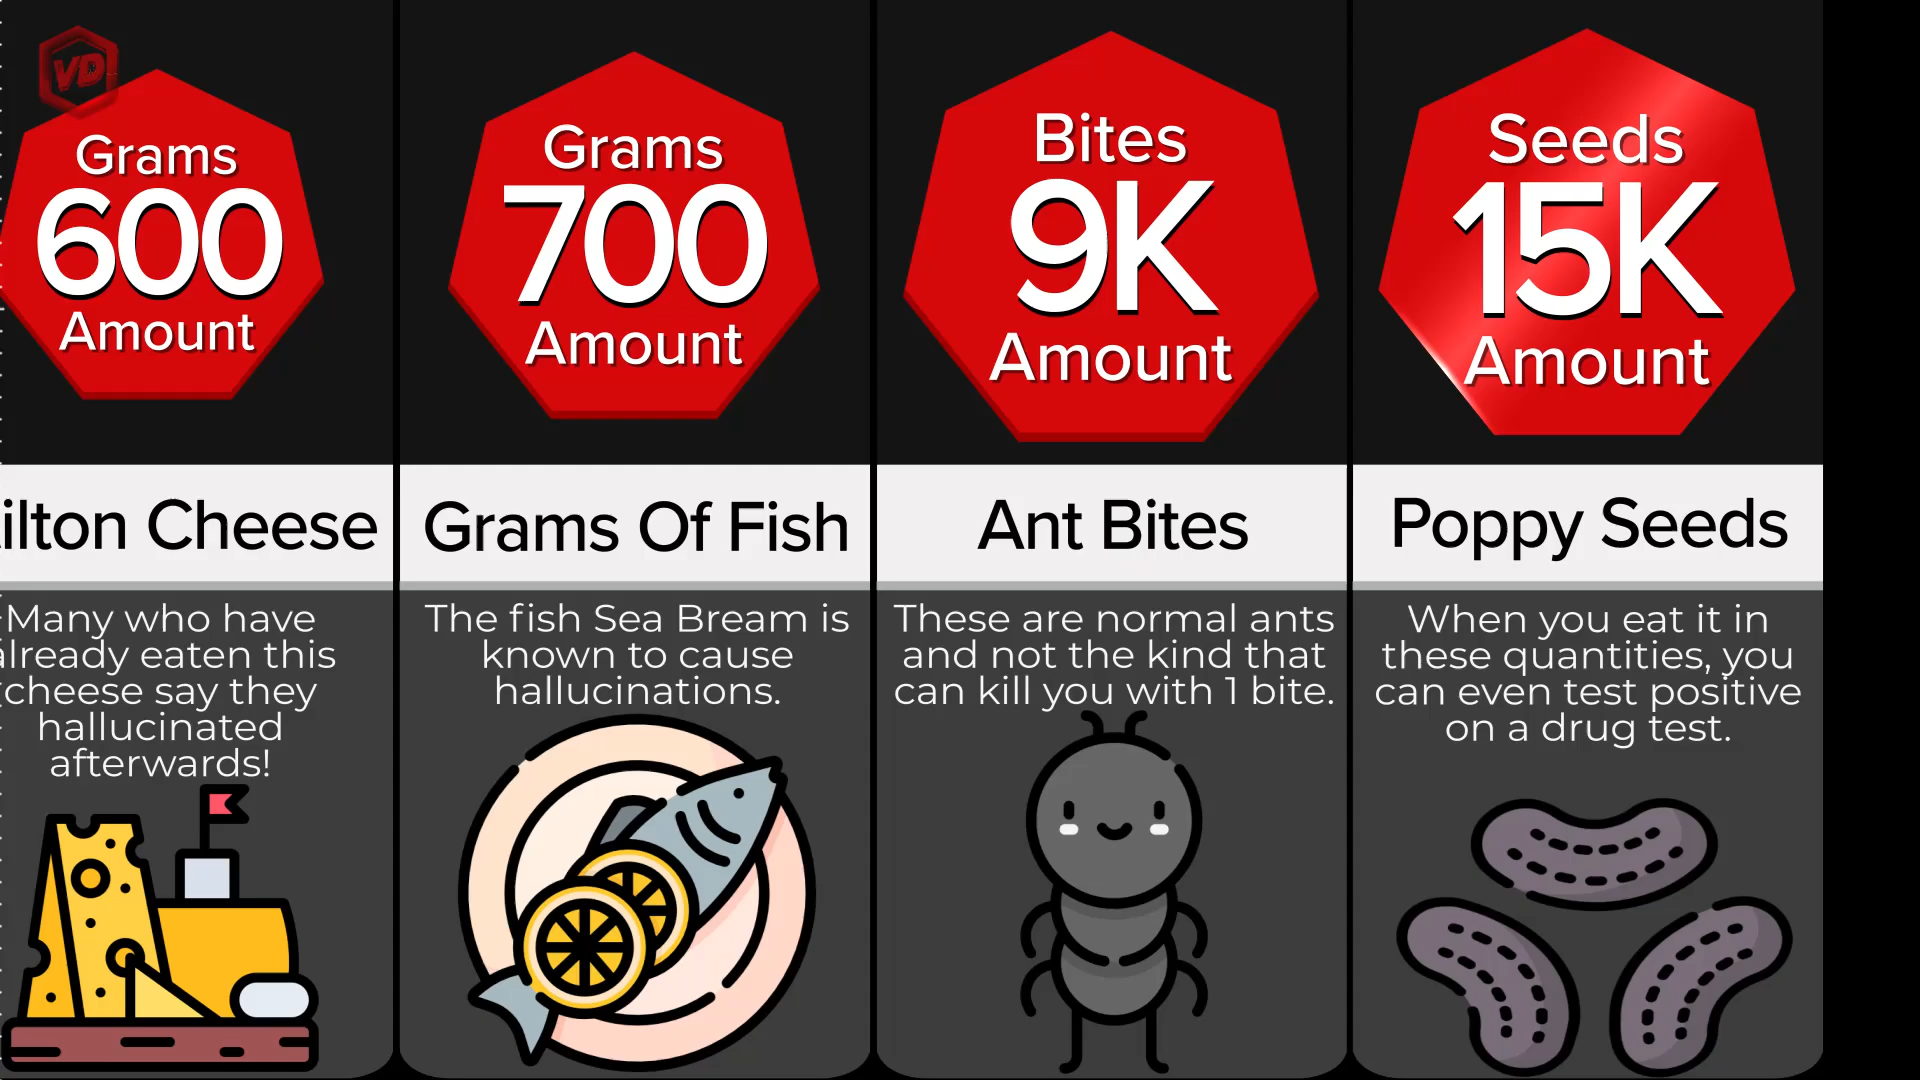 VD
Grams
600
Amount
ilton Cheese
Many who have
already eaten this
cheese say they
hallucinated
afterwards!
Grams
700
Amount
Grams Of Fish
The fish Sea Bream is
known to cause
hallucinations.
Bites
9K
Amount
Ant Bites
These are normal ants
and not the kind that
can kill you with 1 bite.
Seeds
15K
Amount
Poppy Seeds
When you eat it in
these quantities, you
can even test positive
on a drug test.